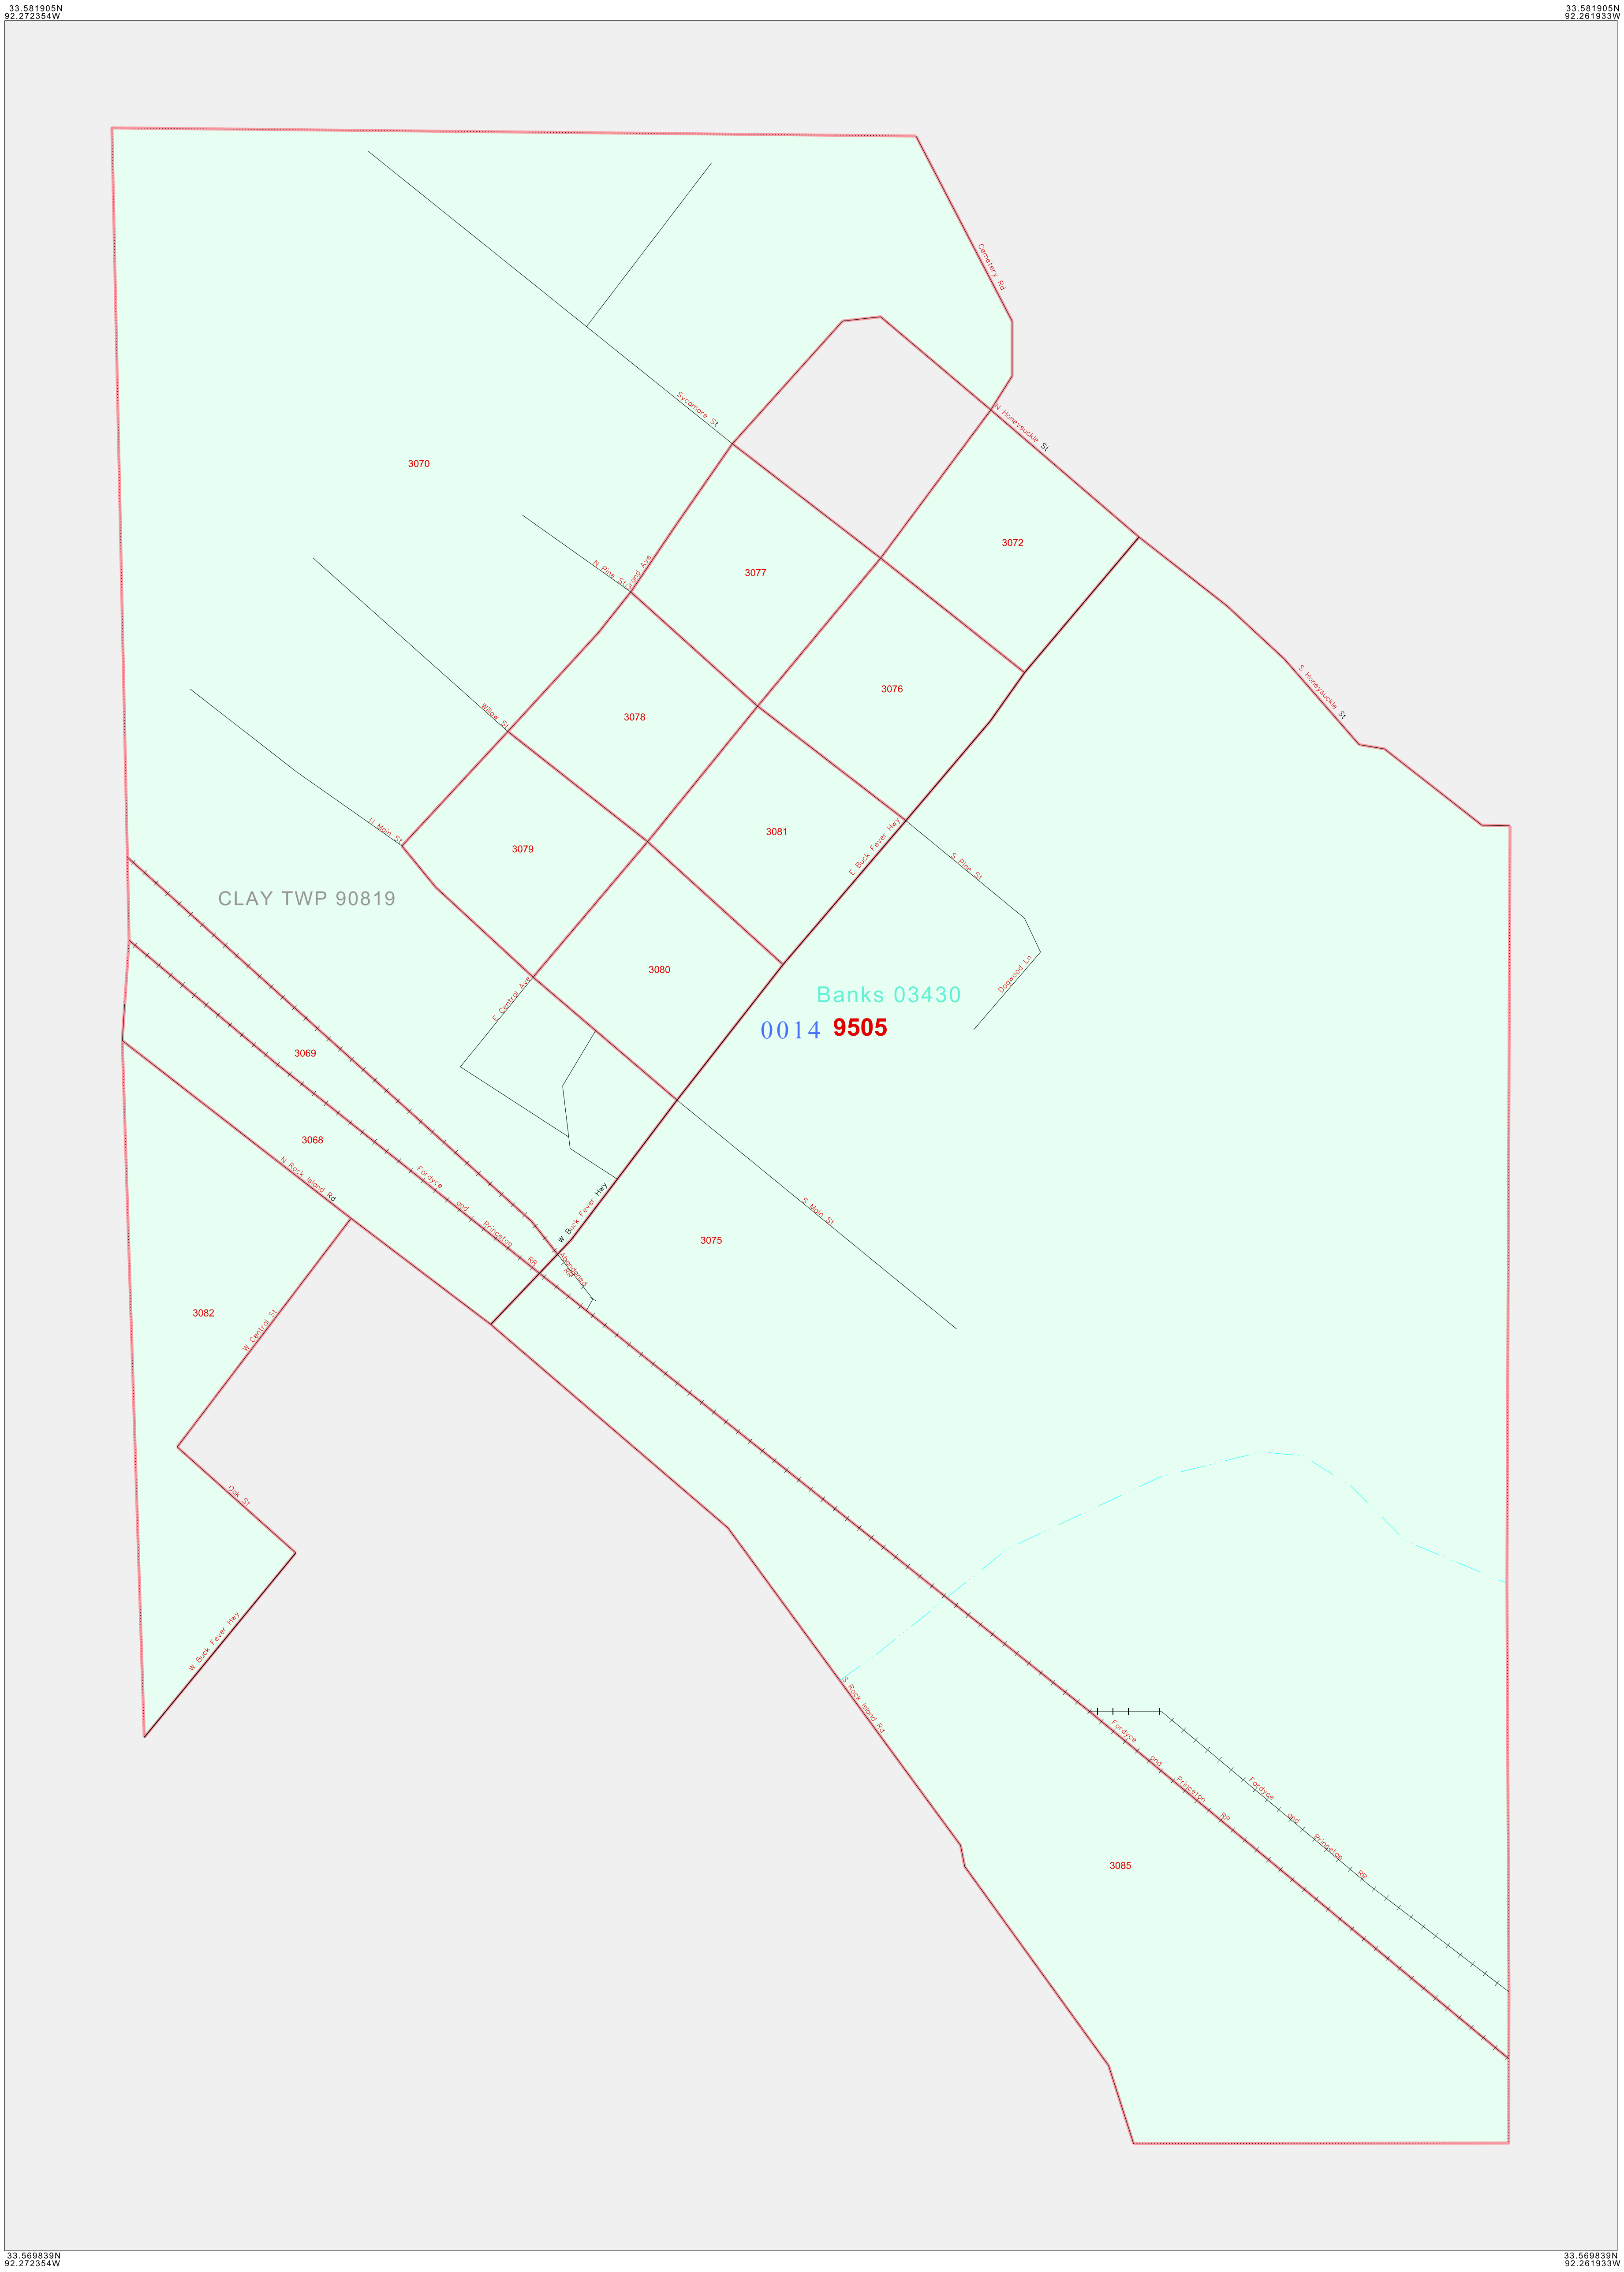 33.581905N
92.272354W
33.581905N
92.261933W
Cemetery Rd
Sycamore St
N Honeysuckle St
3070
3072
N Pine St
Grand Ave
3077
S Honeysuckle St
3076
Willow St
3078
N Main St
3081
E Buck Fever Hwy
3079
S Pine St
CLAY TWP 90819
3080
Dogwood Ln
E Central Ave
Banks 03430
0014 9505
3069
3068
N Rock Island Rd
Fordyce and Princeton RR
W Buck Fever Hwy
S Main St
3075
Abandoned RR
3082
W Central St
Oak St
W Buck Fever Hwy
S Rock Island Rd
Fordyce and Princeton RR
Fordyce and Princeton RR
3085
33.569839N
92.272354W
33.569839N
92.261933W